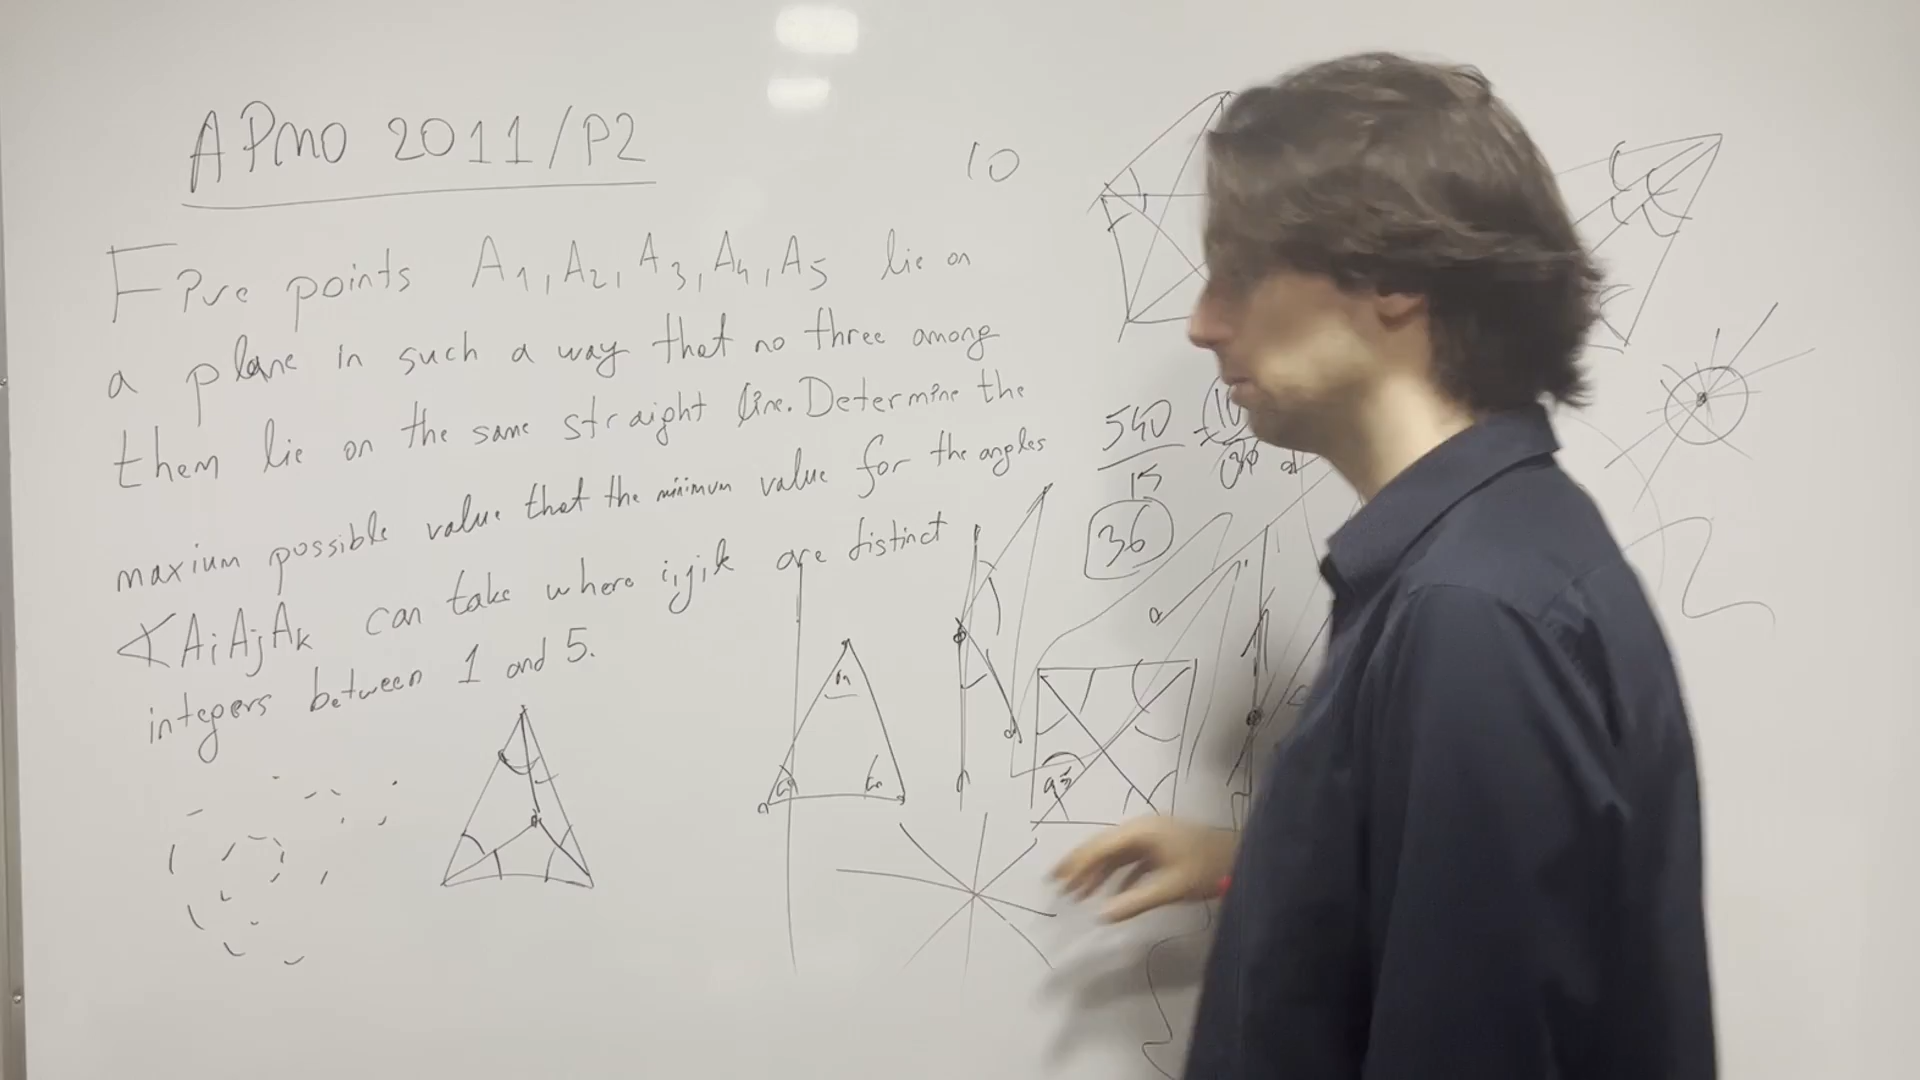 APMO 2011/P2
10
Five points A1, A2, A3, A4, A5 lie on
a plane in such a way that no three among
them lie on the same straight line. Determine the
maxium possible value that the minimum value for the angles
∢AiAjAk can take where i,j,k are distinct
integers between 1 and 5.
540
15
36